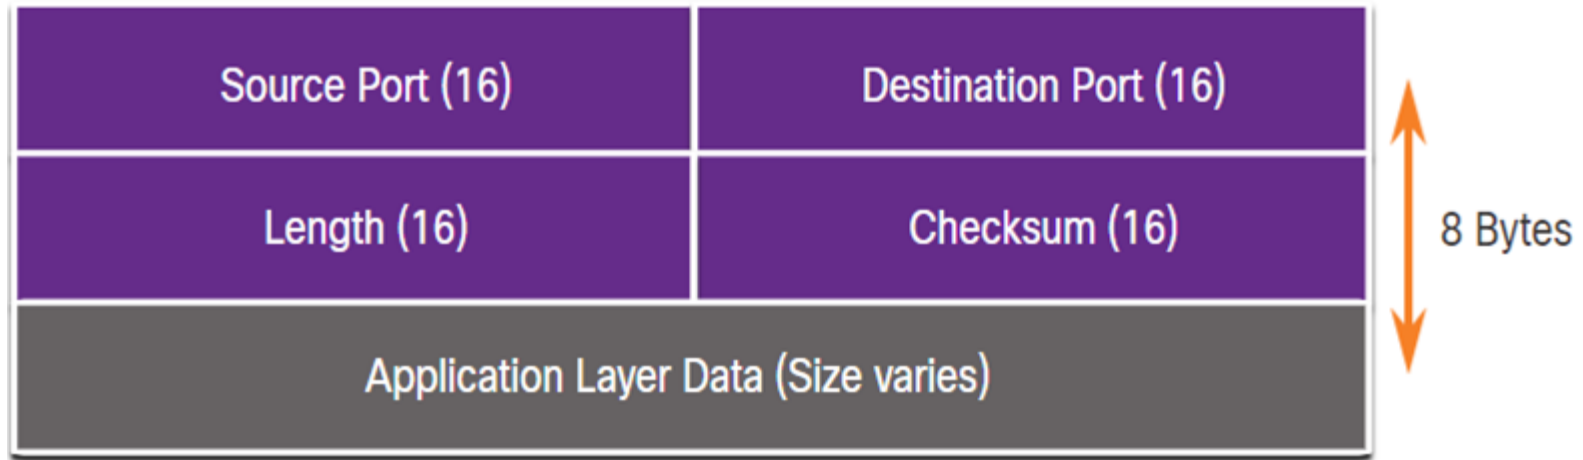 Source Port (16)
Destination Port (16)
Length (16)
Checksum (16)
8 Bytes
Application Layer Data (Size varies)